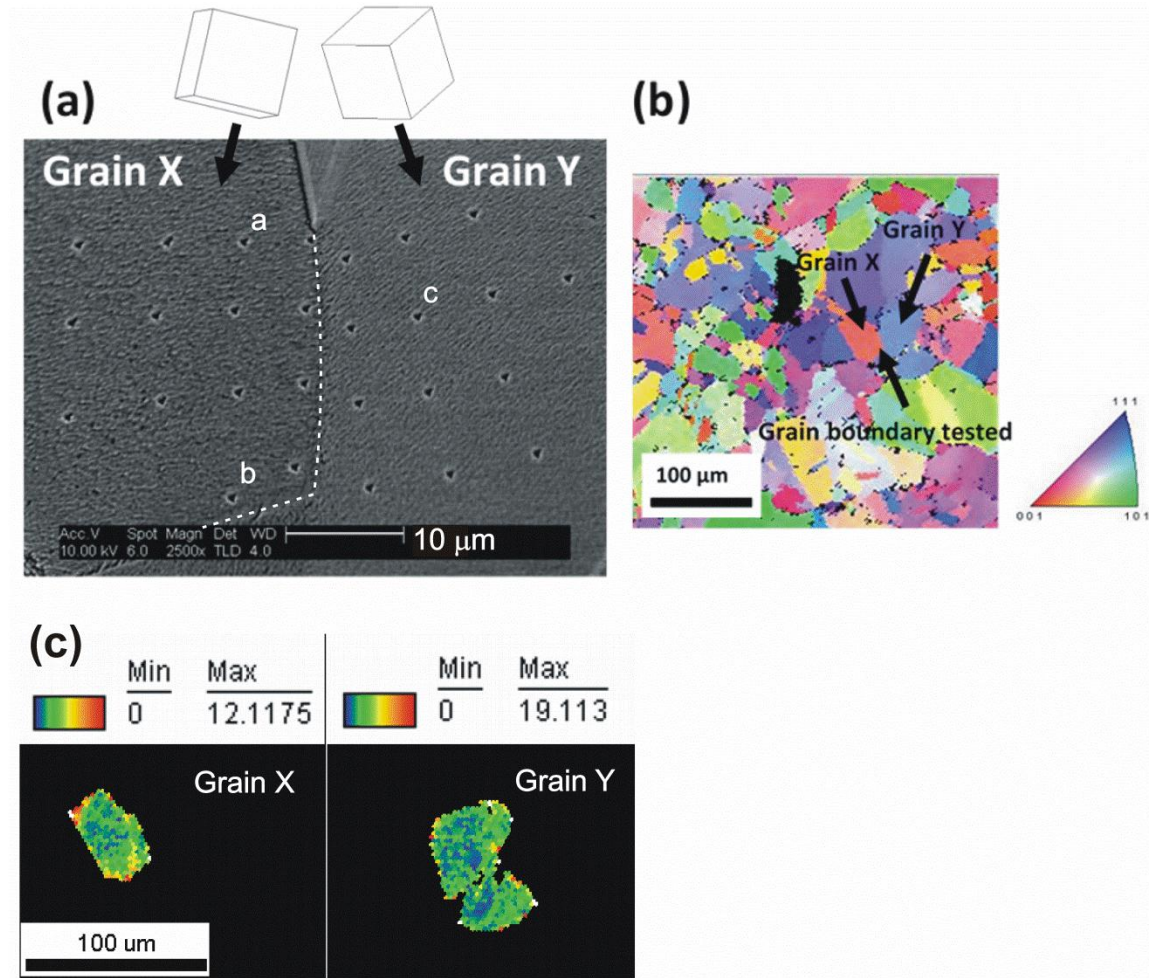 (a)
Grain X
Grain Y
a
c
b
Acc.V Spot Magn Det WD
10.00 kV 6.0 2500x TLD 4.0
10 μm
(b)
Grain Y
Grain X
Grain boundary tested
100 μm
111
001
101
(c)
Min Max
0 12.1175
Min Max
0 19.113
Grain X
Grain Y
100 um